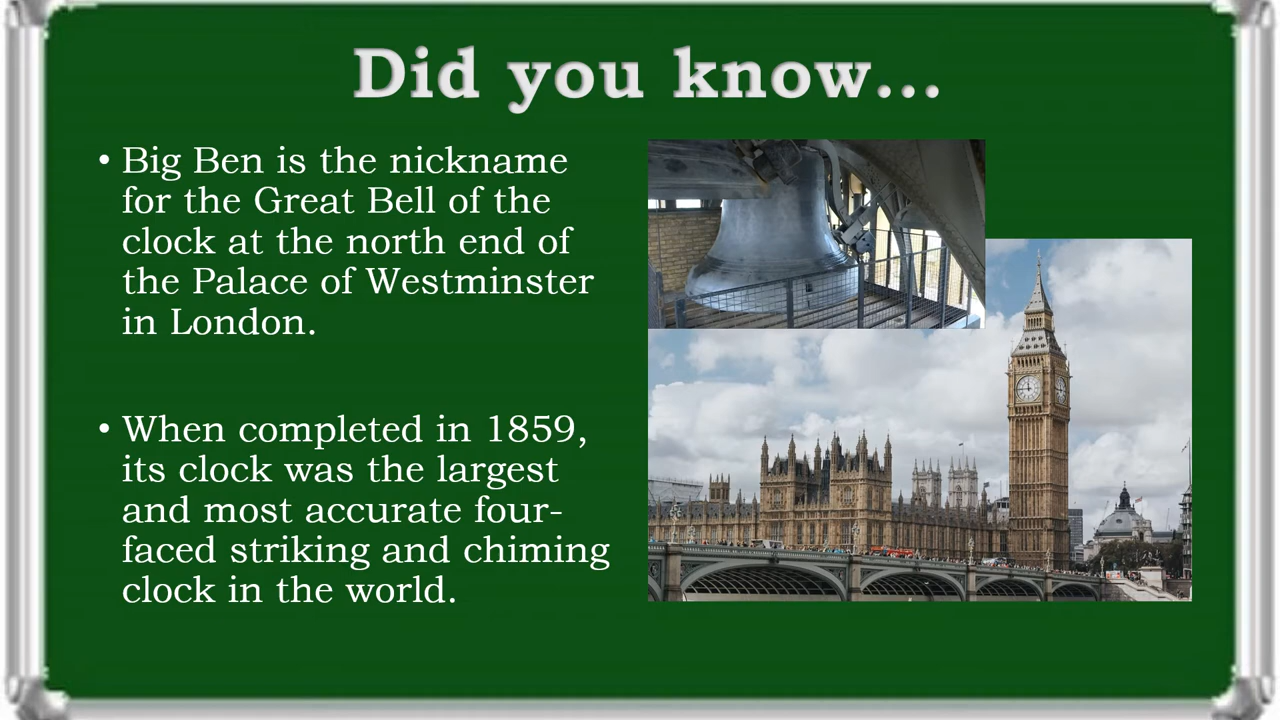 Did you know...
• Big Ben is the nickname
for the Great Bell of the
clock at the north end of
the Palace of Westminster
in London.
• When completed in 1859,
its clock was the largest
and most accurate four-
faced striking and chiming
clock in the world.